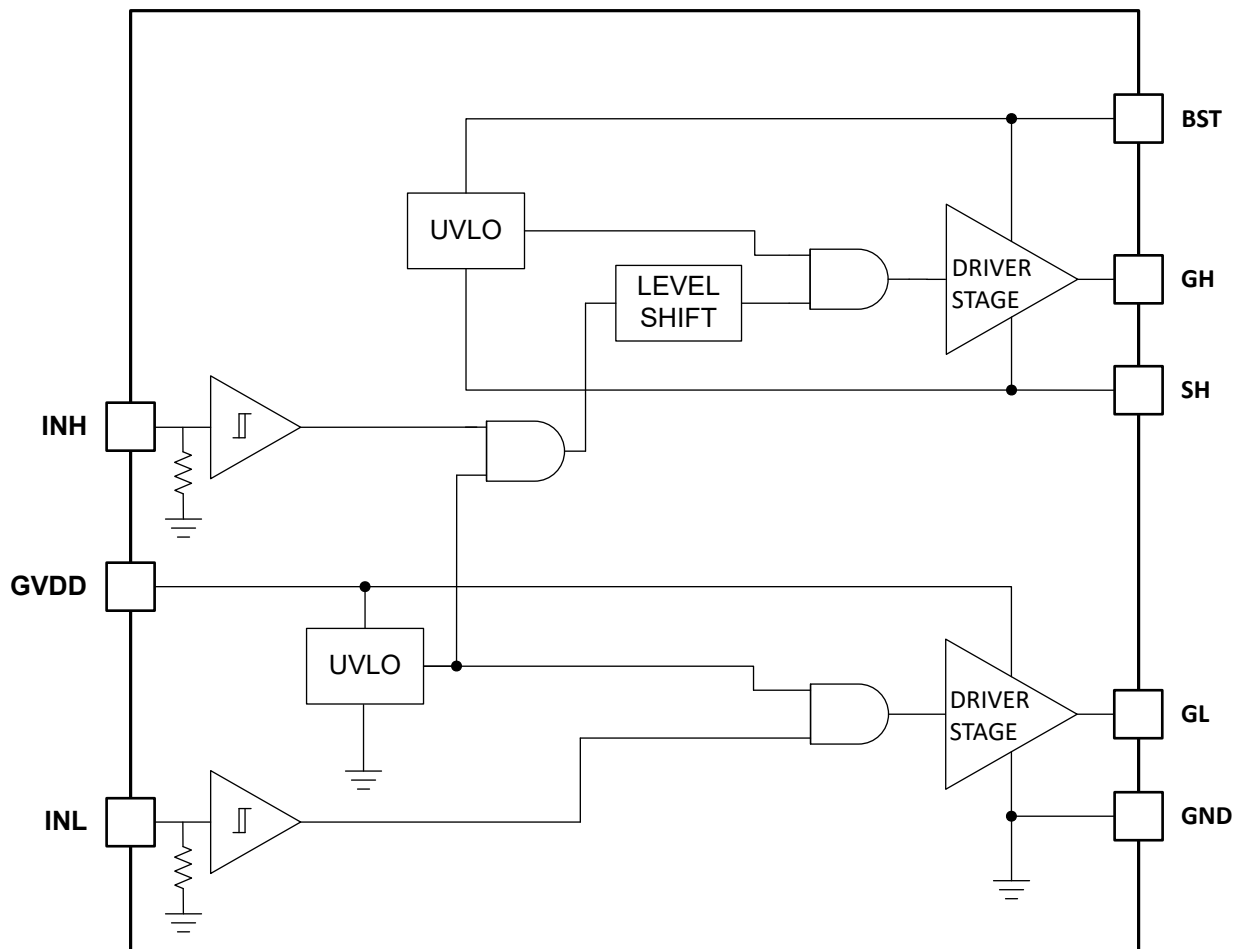 BST
UVLO
DRIVER
STAGE
GH
LEVEL
SHIFT
SH
INH
GVDD
UVLO
DRIVER
STAGE
GL
INL
GND